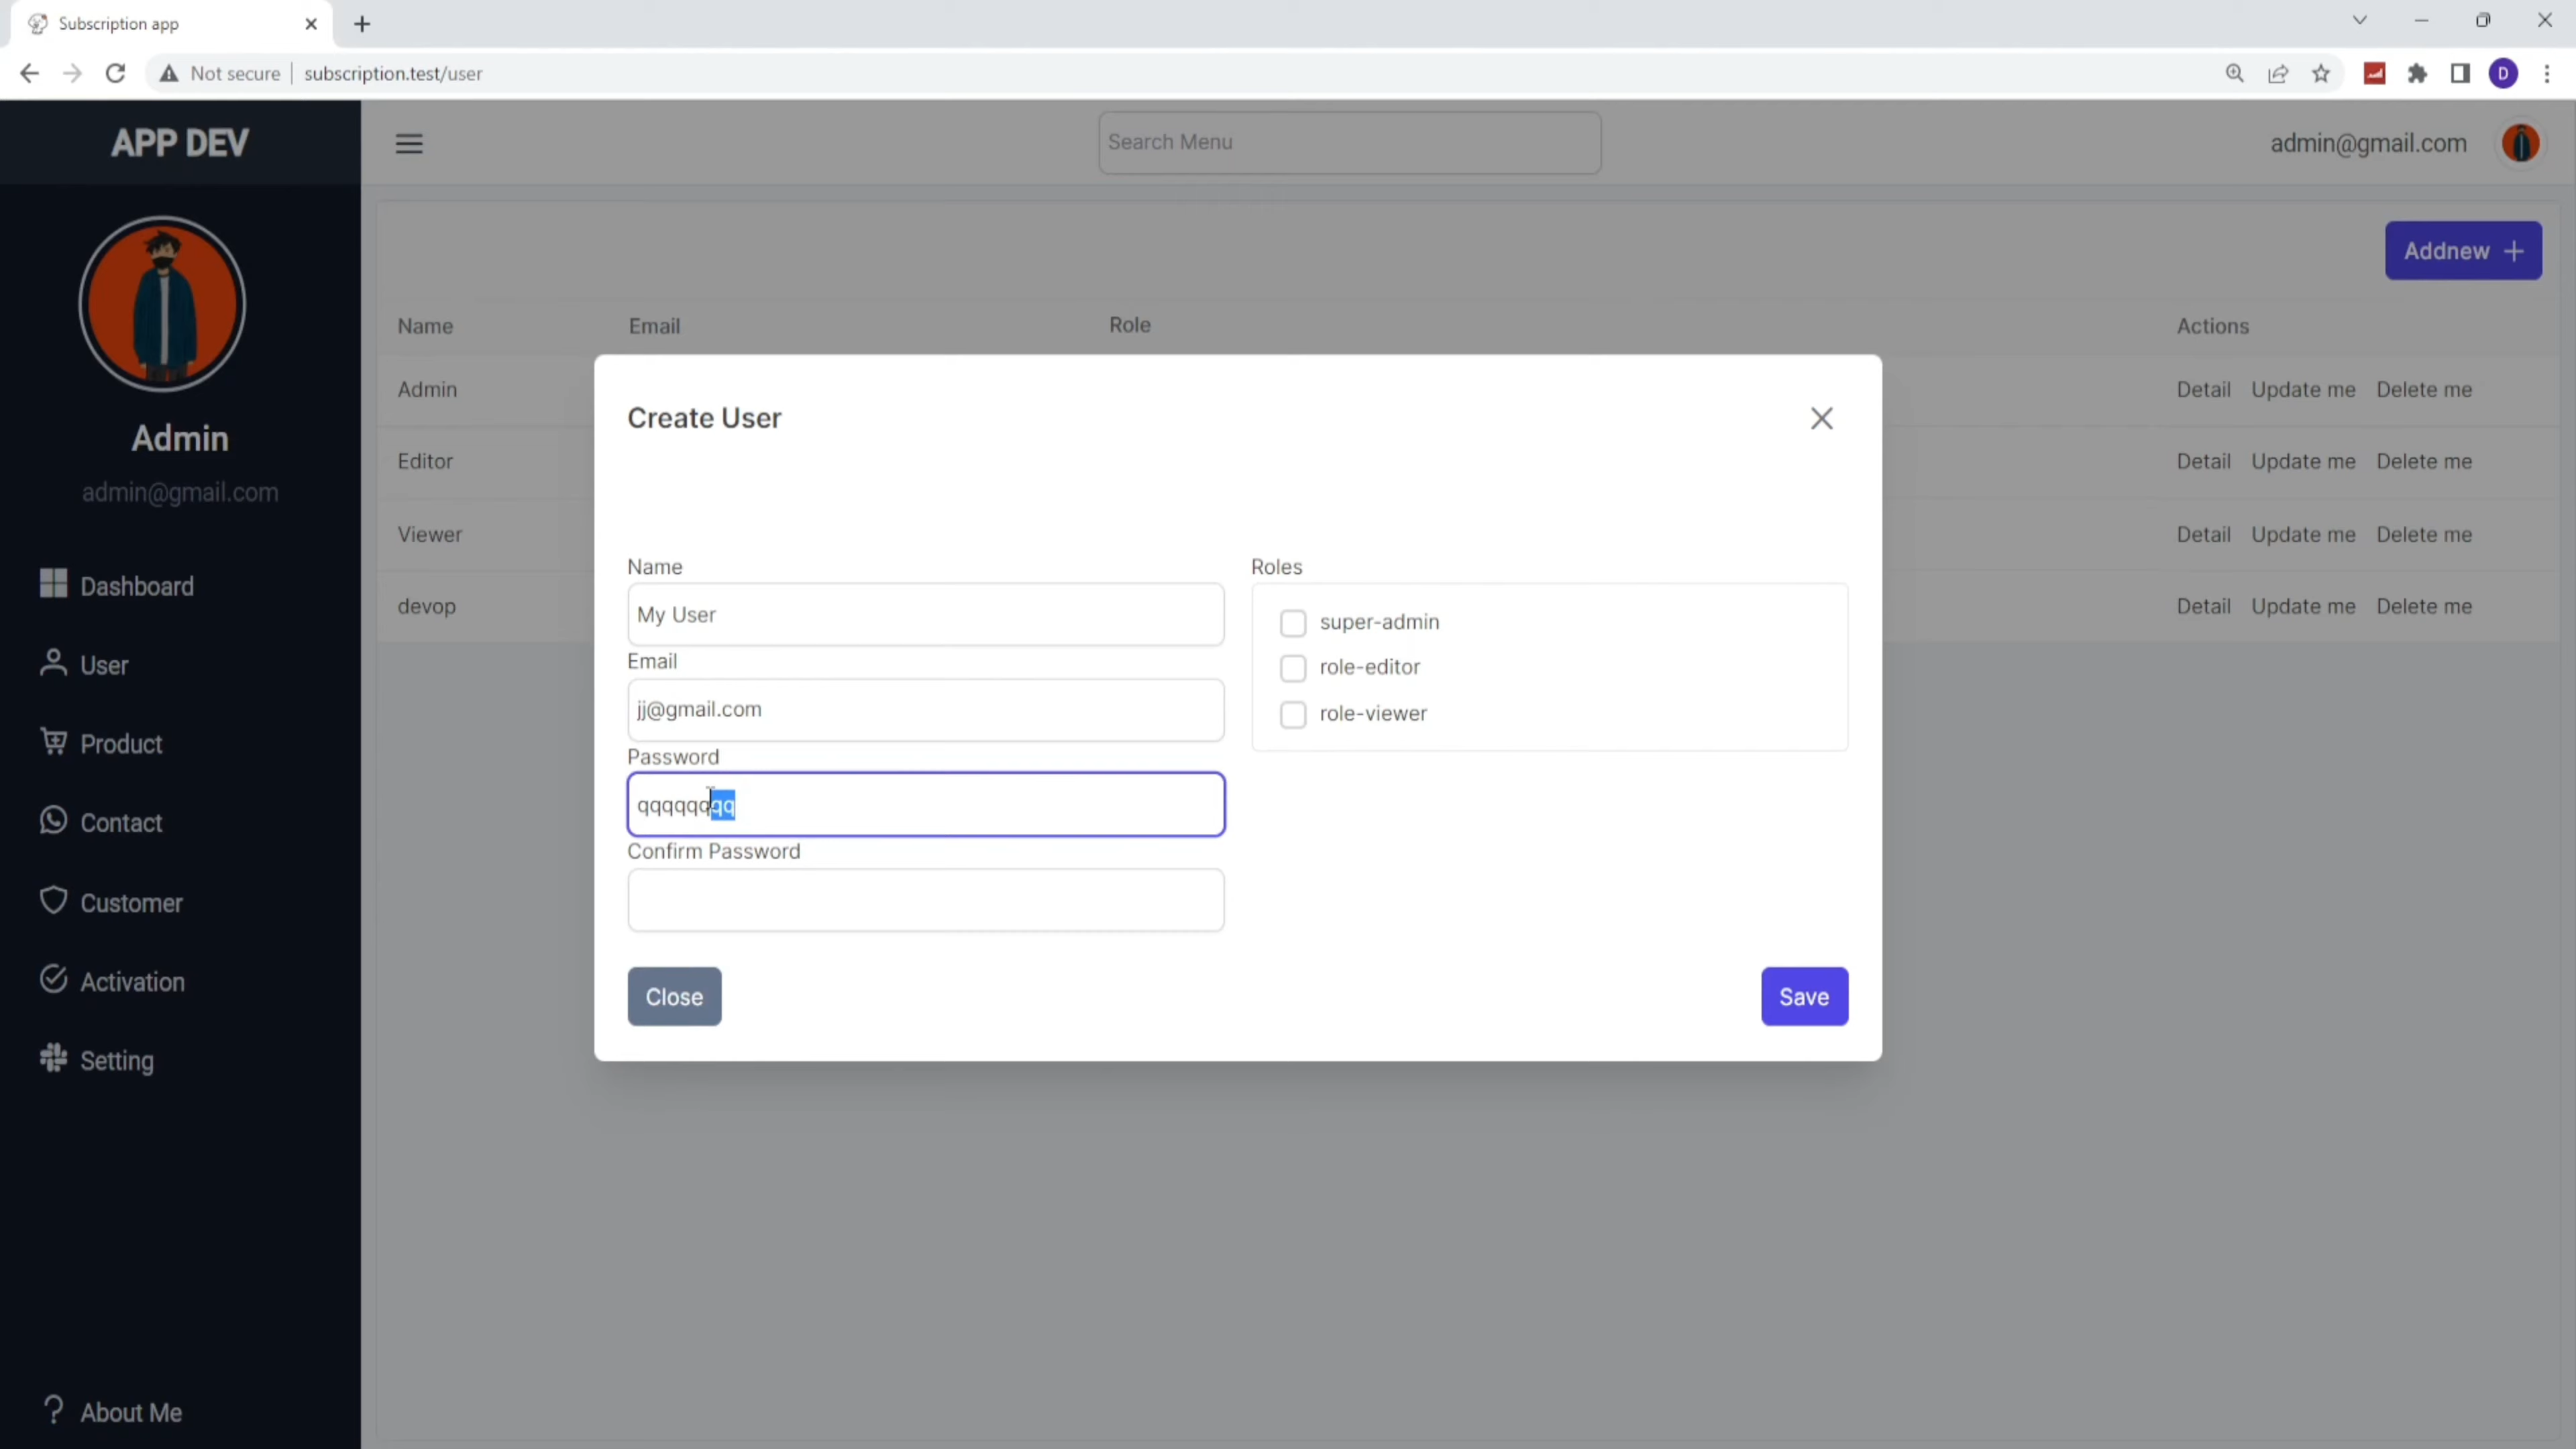 Subscription app
Not secure subscription.test/user
D
APP DEV
Search Menu
admin@gmail.com
Addnew +
Name Email Role Actions
Admin Detail Update me Delete me
Editor Detail Update me Delete me
Viewer Detail Update me Delete me
devop Detail Update me Delete me
Admin
admin@gmail.com
Dashboard
User
Product
Contact
Customer
Activation
Setting
? About Me
Create User
Name
My User
Email
jj@gmail.com
Password
qqqqqqqq
Confirm Password
Roles
super-admin
role-editor
role-viewer
Close
Save